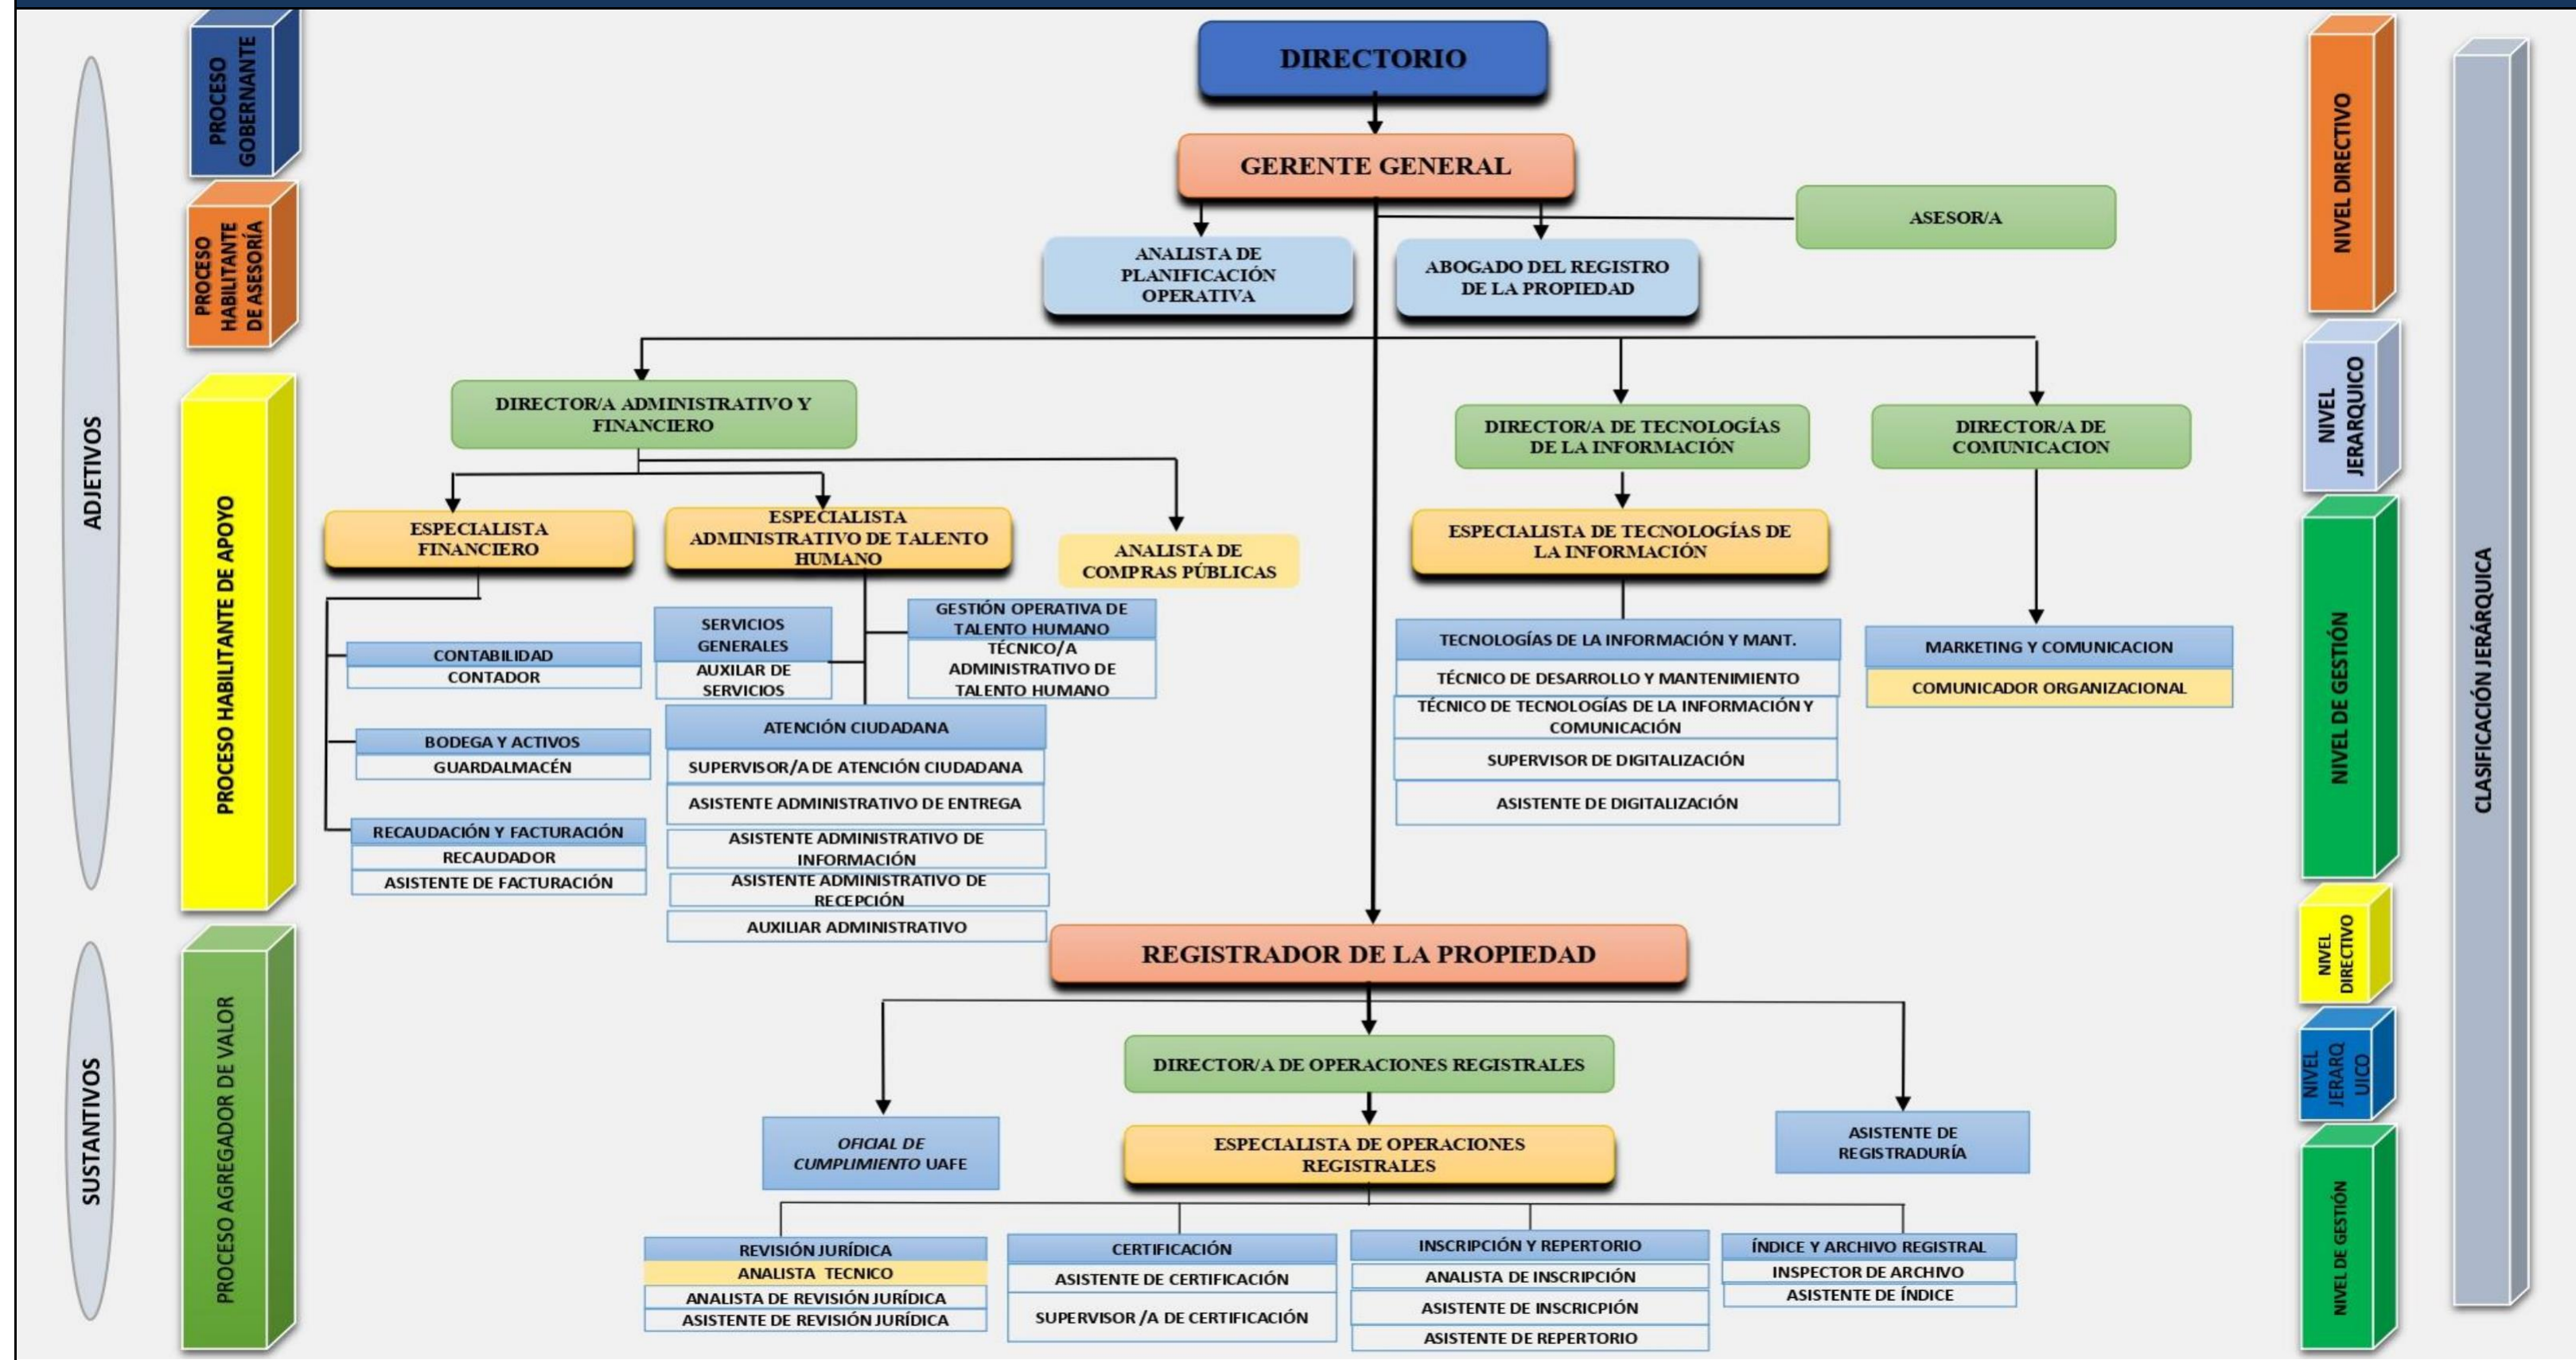 DIRECTORIO
GERENTE GENERAL
ASESOR/A
ANALISTA DE
PLANIFICACIÓN
OPERATIVA
ABOGADO DEL REGISTRO
DE LA PROPIEDAD
DIRECTOR/A ADMINISTRATIVO Y
FINANCIERO
DIRECTOR/A DE TECNOLOGÍAS
DE LA INFORMACIÓN
DIRECTOR/A DE
COMUNICACION
ESPECIALISTA
FINANCIERO
ESPECIALISTA
ADMINISTRATIVO DE TALENTO
HUMANO
ANALISTA DE
COMPRAS PÚBLICAS
ESPECIALISTA DE TECNOLOGÍAS DE
LA INFORMACIÓN
CONTABILIDAD
CONTADOR
BODEGA Y ACTIVOS
GUARDALMACÉN
RECAUDACIÓN Y FACTURACIÓN
RECAUDADOR
ASISTENTE DE FACTURACIÓN
SERVICIOS
GENERALES
AUXILAR DE
SERVICIOS
GESTIÓN OPERATIVA DE
TALENTO HUMANO
TÉCNICO/A
ADMINISTRATIVO DE
TALENTO HUMANO
ATENCIÓN CIUDADANA
SUPERVISOR/A DE ATENCIÓN CIUDADANA
ASISTENTE ADMINISTRATIVO DE ENTREGA
ASISTENTE ADMINISTRATIVO DE
INFORMACIÓN
ASISTENTE ADMINISTRATIVO DE
RECEPCIÓN
AUXILIAR ADMINISTRATIVO
TECNOLOGÍAS DE LA INFORMACIÓN Y MANT.
TÉCNICO DE DESARROLLO Y MANTENIMIENTO
TÉCNICO DE TECNOLOGÍAS DE LA INFORMACIÓN Y
COMUNICACIÓN
SUPERVISOR DE DIGITALIZACIÓN
ASISTENTE DE DIGITALIZACIÓN
MARKETING Y COMUNICACION
COMUNICADOR ORGANIZACIONAL
REGISTRADOR DE LA PROPIEDAD
DIRECTOR/A DE OPERACIONES REGISTRALES
OFICIAL DE
CUMPLIMIENTO UAFE
ESPECIALISTA DE OPERACIONES
REGISTRALES
ASISTENTE DE
REGISTRADURÍA
REVISIÓN JURÍDICA
ANALISTA TECNICO
ANALISTA DE REVISIÓN JURÍDICA
ASISTENTE DE REVISIÓN JURÍDICA
CERTIFICACIÓN
ASISTENTE DE CERTIFICACIÓN
SUPERVISOR /A DE CERTIFICACIÓN
INSCRIPCIÓN Y REPERTORIO
ANALISTA DE INSCRIPCIÓN
ASISTENTE DE INSCRICPIÓN
ASISTENTE DE REPERTORIO
ÍNDICE Y ARCHIVO REGISTRAL
INSPECTOR DE ARCHIVO
ASISTENTE DE ÍNDICE
ADJETIVOS
SUSTANTIVOS
PROCESO
GOBERNANTE
PROCESO
HABILITANTE
DE ASESORÍA
PROCESO HABILITANTE DE APOYO
PROCESO AGREGADOR DE VALOR
NIVEL DIRECTIVO
NIVEL
JERARQUICO
NIVEL DE GESTIÓN
NIVEL
DIRECTIVO
NIVEL
JERARQ
UICO
NIVEL DE GESTIÓN
CLASIFICACIÓN JERÁRQUICA